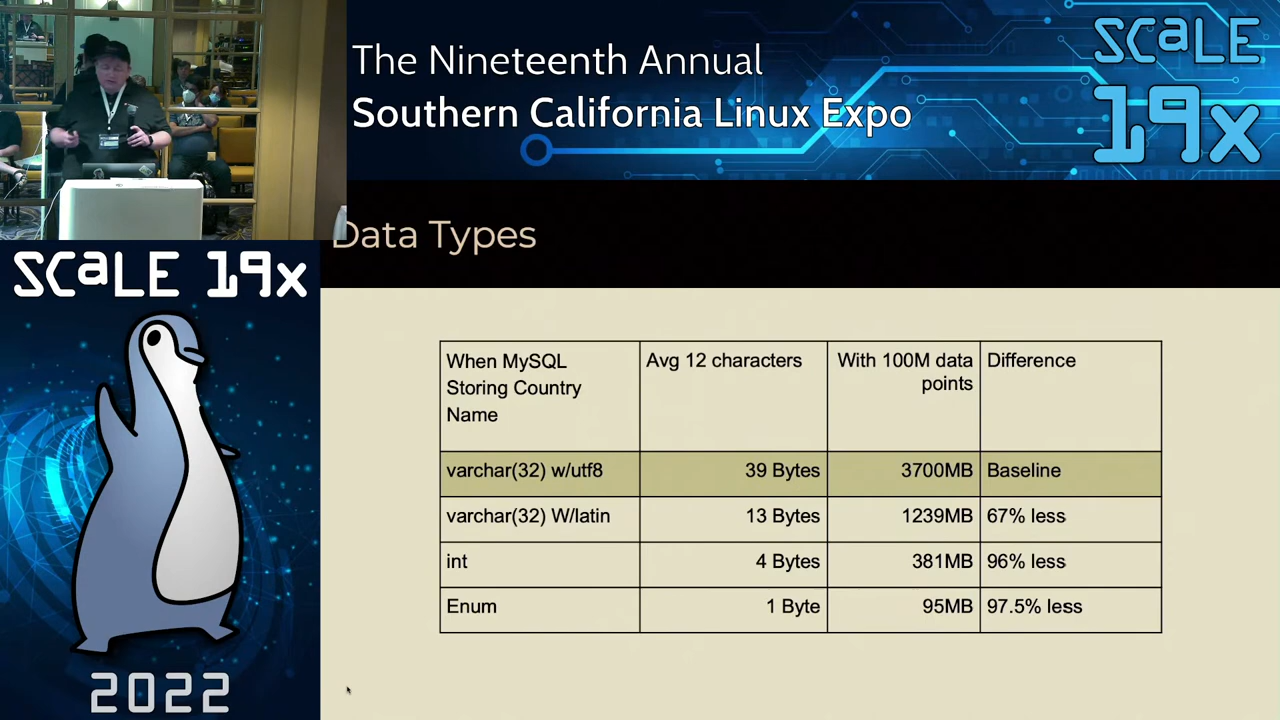 The Nineteenth Annual
Southern California Linux Expo
SCaLE
19x
Data Types
SCaLE 19x
When MySQL
Storing Country
Name
Avg 12 characters
With 100M data
points
Difference
varchar(32) w/utf8
39 Bytes
3700MB
Baseline
varchar(32) W/latin
13 Bytes
1239MB
67% less
int
4 Bytes
381MB
96% less
Enum
1 Byte
95MB
97.5% less
2022